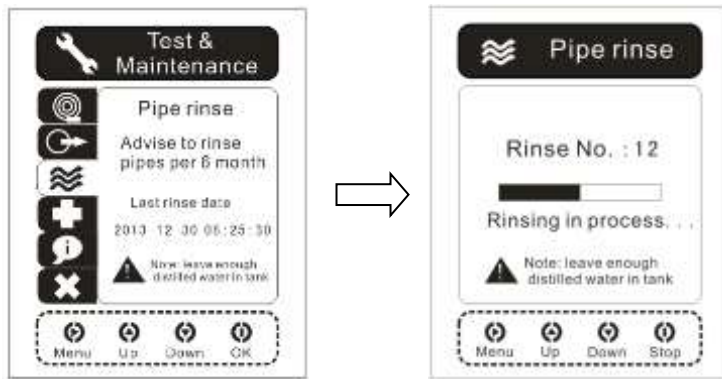 Test &
Maintenance
Pipe rinse
Advise to rinse
pipes per 6 month
Last rinse date
2013 12 30 06:25:30
Note: leave enough
distilled water in tank
Menu Up Down OK
Pipe rinse
Rinse No. : 12
Rinsing in process. . .
Note: leave enough
distilled water in tank
Menu Up Down Stop